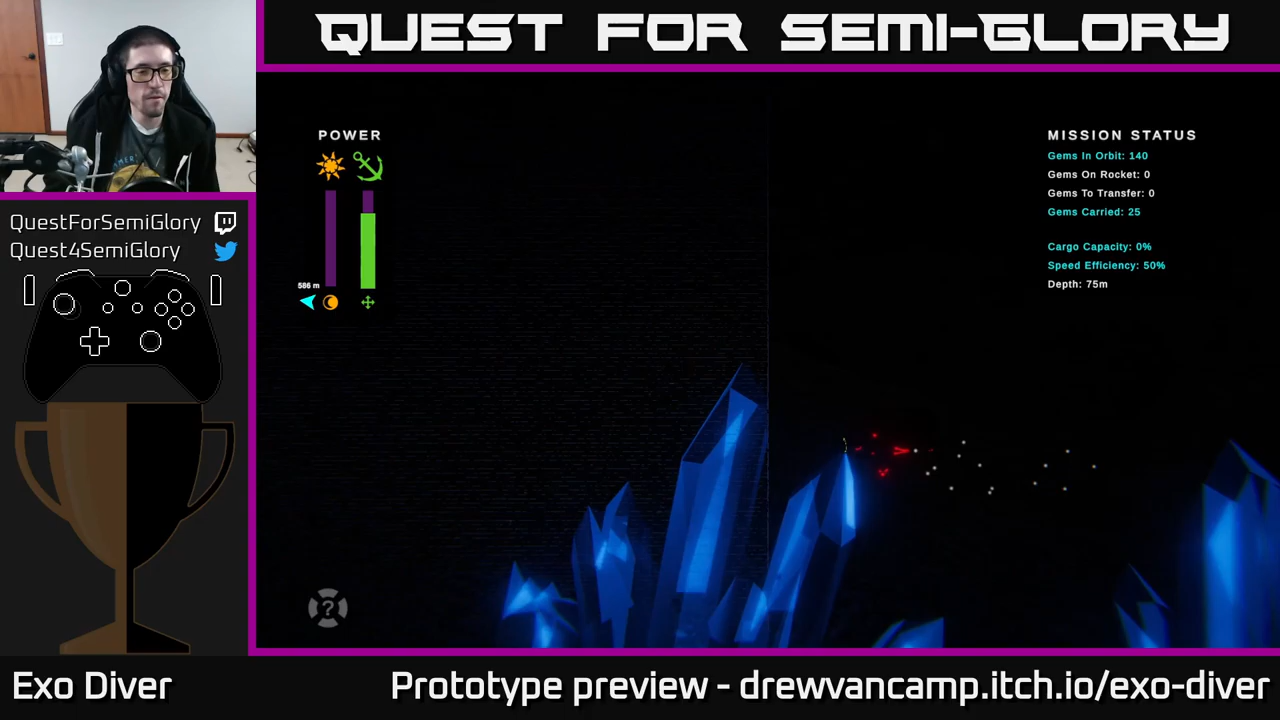 QUEST FOR SEMI-GLORY
QuestForSemiGlory
Quest4SemiGlory
POWER
586 m
?
MISSION STATUS
Gems In Orbit: 140
Gems On Rocket: 0
Gems To Transfer: 0
Gems Carried: 25
Cargo Capacity: 0%
Speed Efficiency: 50%
Depth: 75m
Exo Diver
Prototype preview - drewvancamp.itch.io/exo-diver